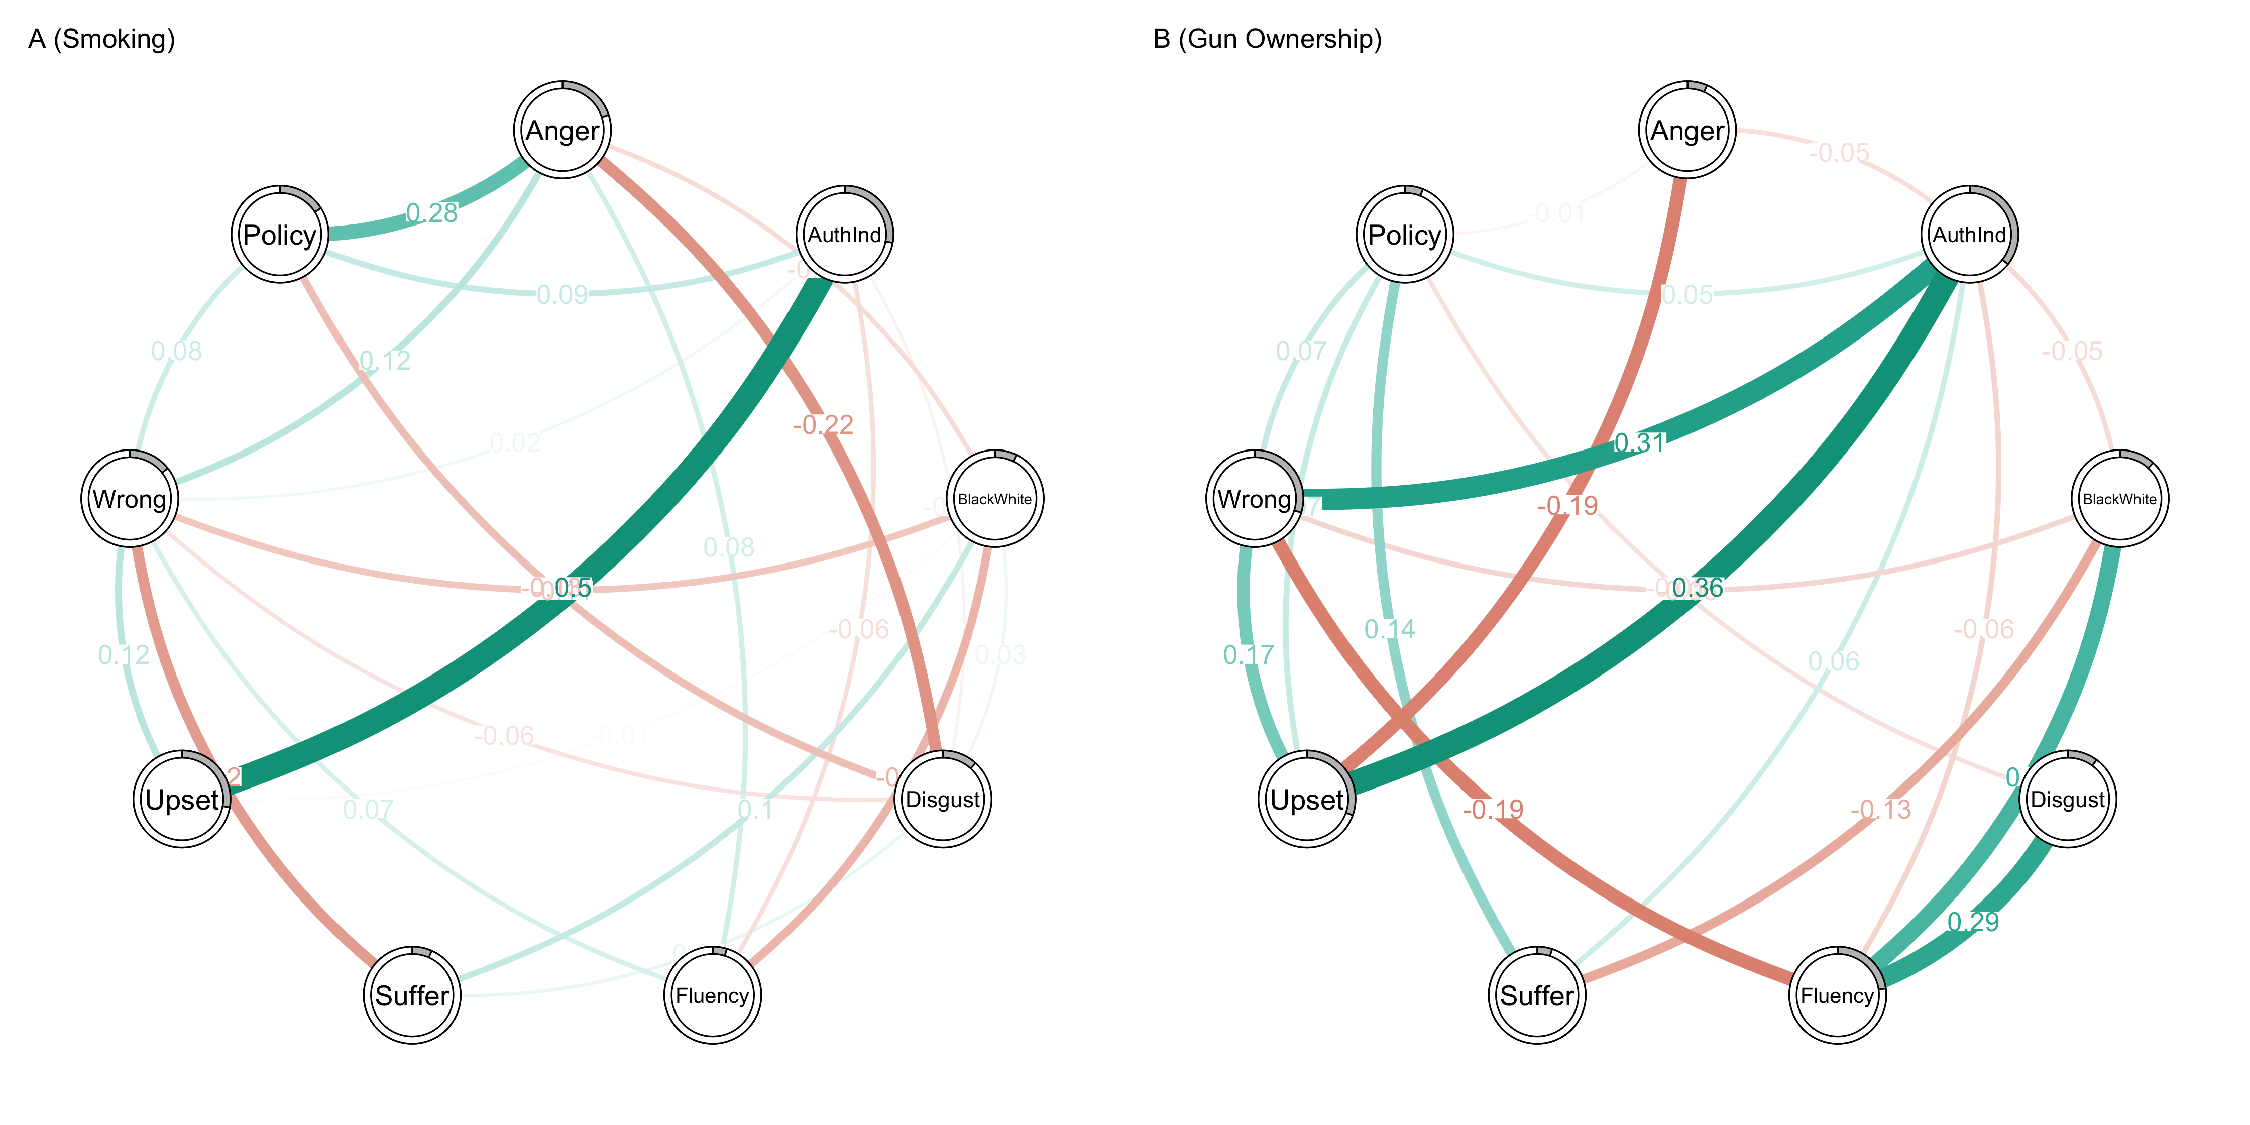 A (Smoking)
Anger
AuthInd
Policy
0.28
0.09
0.08
0.12
-0.22
0.02
Wrong
BlackWhite
0.08
0.5
-0.06
0.12
0.03
-0.06
-0.01
Upset
Disgust
0.07
0.1
Suffer
Fluency
B (Gun Ownership)
Anger
-0.05
AuthInd
Policy
-0.01
0.05
0.07
-0.05
0.31
Wrong
BlackWhite
-0.19
0.36
0.14
-0.06
0.17
0.06
Upset
Disgust
-0.19
-0.13
0.29
Suffer
Fluency